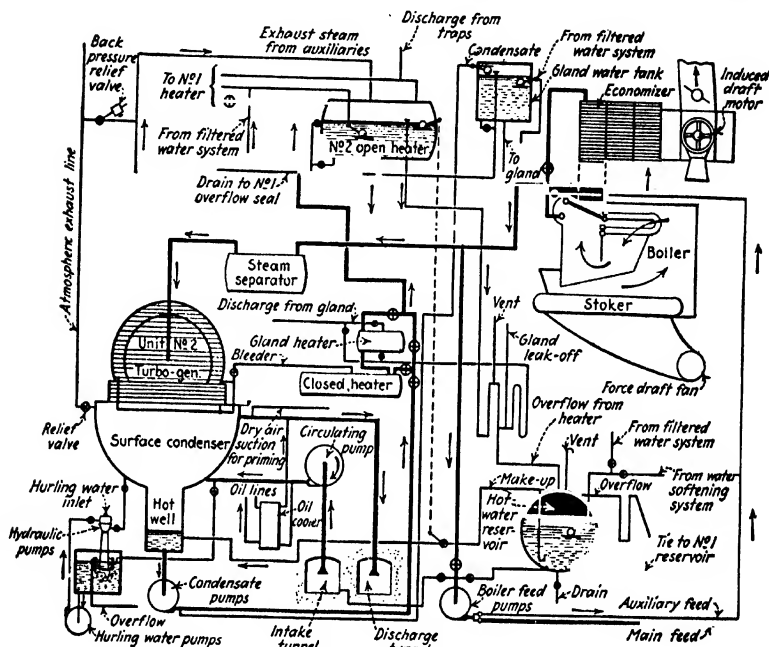 Back
pressure
relief
valve
Exhaust steam
from auxiliaries
Discharge from
traps
Condensate
From filtered
water system
Gland water tank
Economizer
Induced
draft
motor
To Nº1
heater
From filtered
water system
Nº2 open heater
To
gland
Drain to Nº1
overflow seal
Atmospheric exhaust line
Steam
separator
Boiler
Stoker
Discharge from gland
Vent
Gland
leak-off
Unit Nº2
Turbo-gen.
Bleeder
Gland heater
Closed heater
Force draft fan
Relief
valve
Surface condenser
Dry air
suction
for priming
Circulating
pump
Overflow
from
heater
Vent
From filtered
water system
Hurling water
inlet
Hot
well
Oil lines
Oil
cooler
Make-up
Hot
water
reser-
voir
Overflow
From water
softening
system
Hydraulic
pumps
Tie to Nº1
reservoir
Condensate
pumps
Boiler feed
pumps
Drain
Auxiliary feed
Overflow
Hurling water pumps
Intake
tunnel
Discharge
Main feed